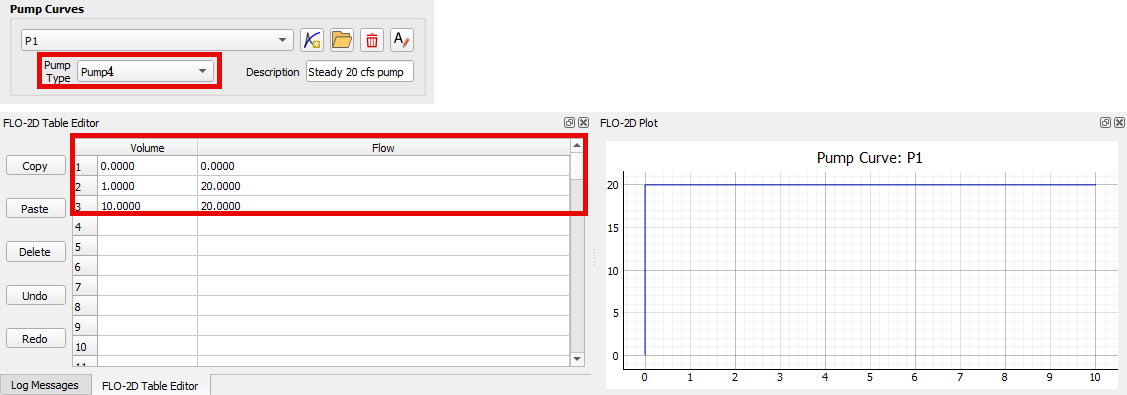 Pump Curves
P1
Pump Type
Pump4
Description
Steady 20 cfs pump
FLO-2D Table Editor
Copy
Paste
Delete
Undo
Redo
Volume Flow
1 0.0000 0.0000
2 1.0000 20.0000
3 10.0000 20.0000
4
5
6
7
8
9
10
Log Messages
FLO-2D Table Editor
FLO-2D Plot
Pump Curve: P1
20
15
10
5
0
0 1 2 3 4 5 6 7 8 9 10